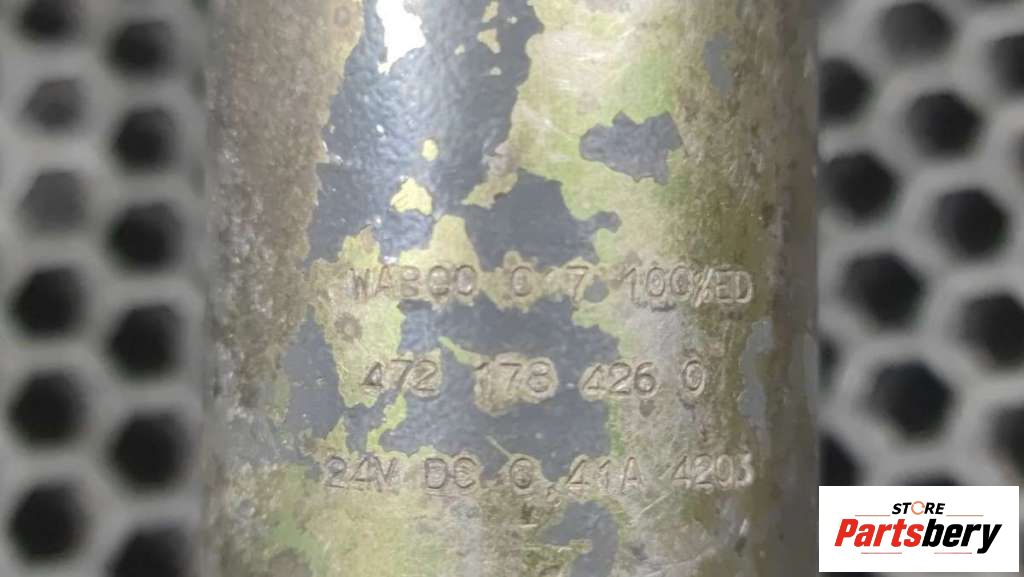 WABCO 0 7 100%ED
472 178 426 0
24V DC 0,41A 4203
STORE
Partsbery